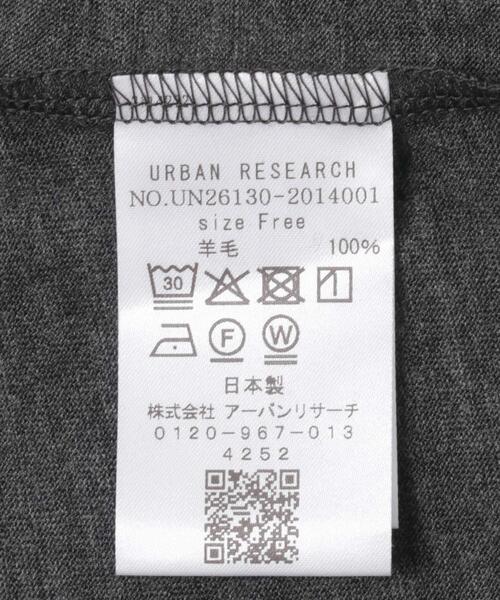 URBAN RESEARCH
NO.UN26130-2014001
size Free
羊毛 100%
30
F W
日本製
株式会社 アーバンリサーチ
0120-967-013
4252